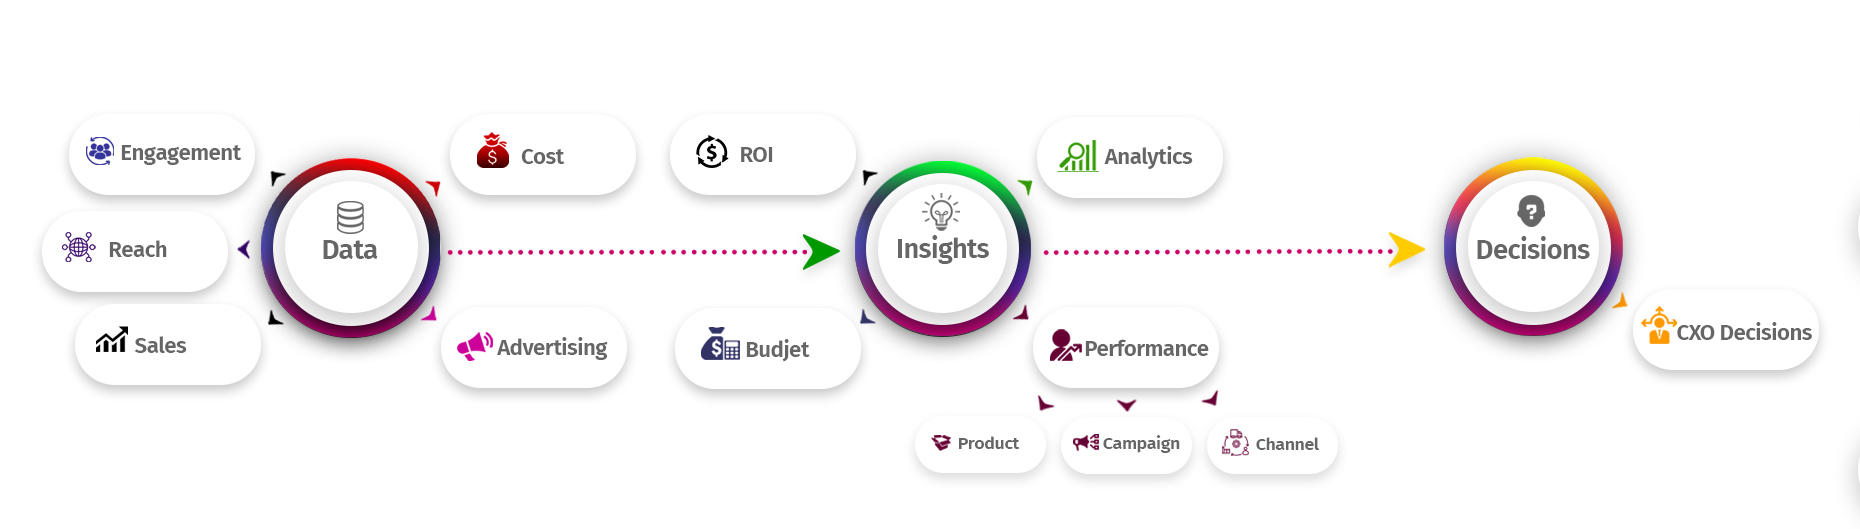 Engagement
Cost
ROI
Analytics
Reach
Data
Insights
Decisions
Sales
Advertising
Budjet
Performance
CXO Decisions
Product
Campaign
Channel